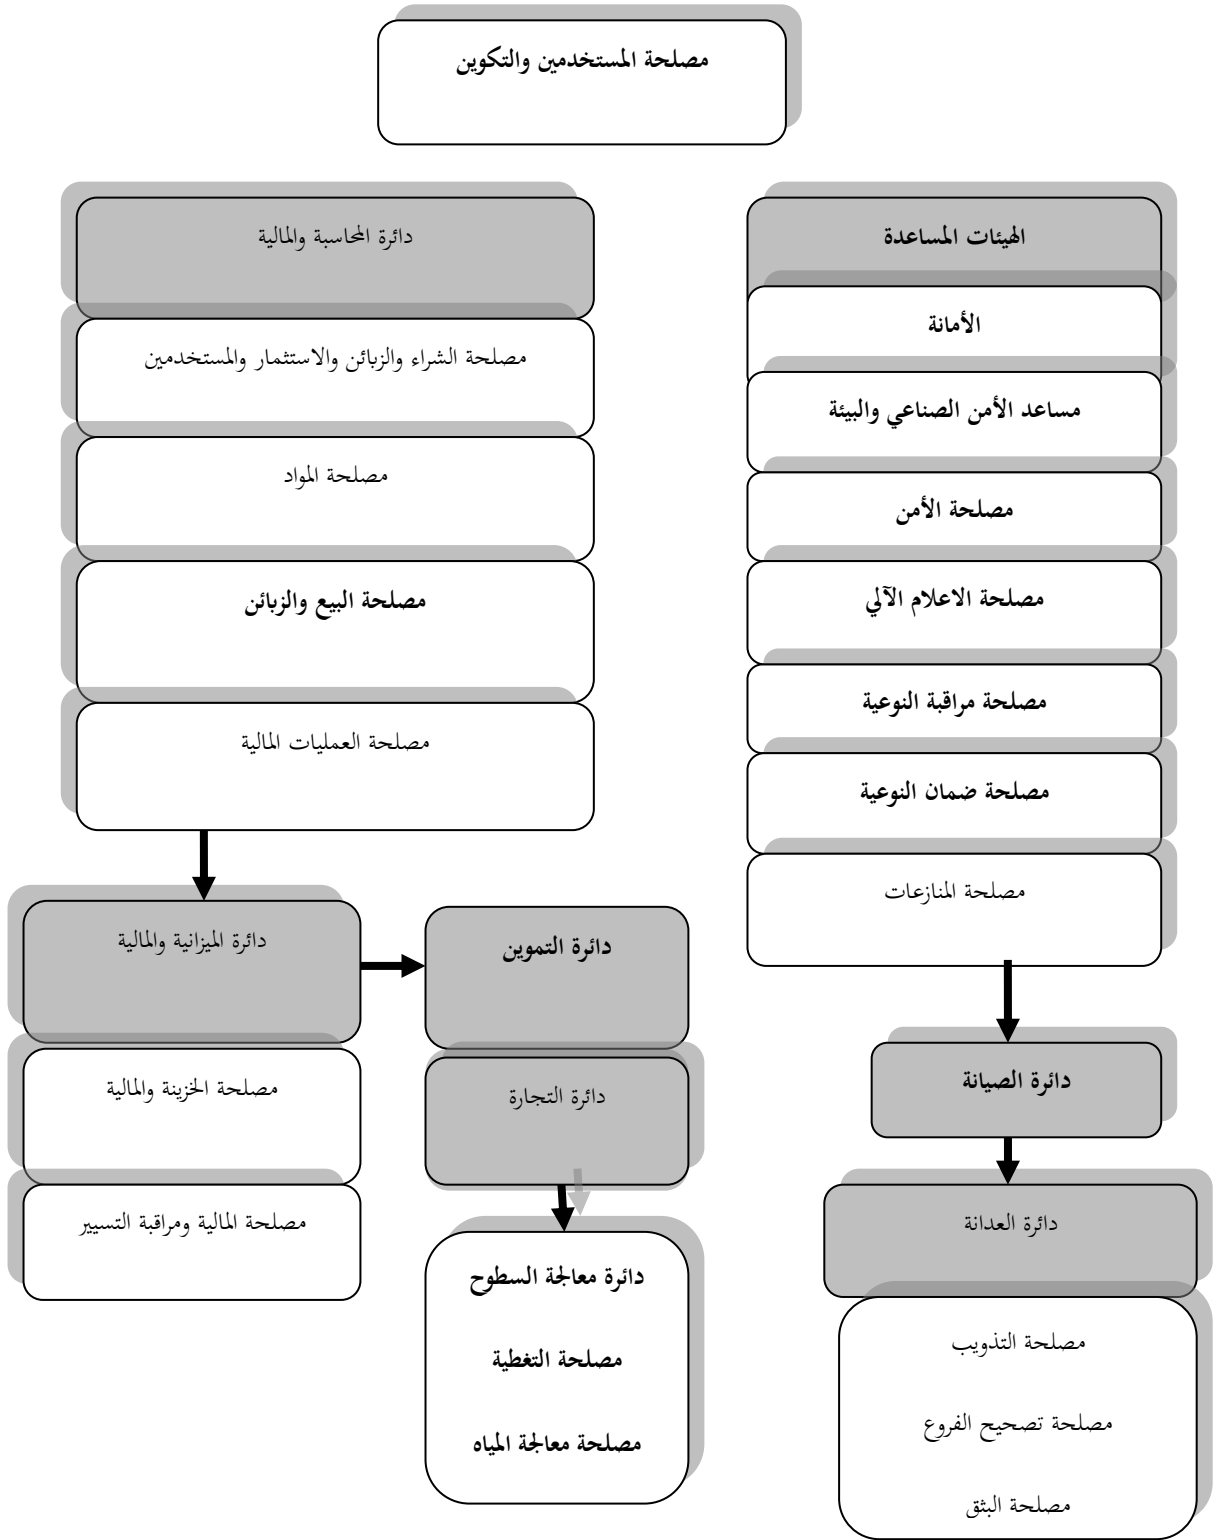 مصلحة المستخدمين والتكوين
الهيئات المساعدة
الأمانة
مساعد الأمن الصناعي والبيئة
مصلحة الأمن
مصلحة الاعلام الآلي
مصلحة مراقبة النوعية
مصلحة ضمان النوعية
مصلحة المنازعات
دائرة الصيانة
دائرة العدانة
مصلحة التذويب
مصلحة تصحيح الفروع
مصلحة البثق
دائرة المحاسبة والمالية
مصلحة الشراء والزبائن والاستثمار والمستخدمين
مصلحة المواد
مصلحة البيع والزبائن
مصلحة العمليات المالية
دائرة الميزانية والمالية
مصلحة الخزينة والمالية
مصلحة المالية ومراقبة التسيير
دائرة التموين
دائرة التجارة
دائرة معالجة السطوح
مصلحة التغطية
مصلحة معالجة المياه